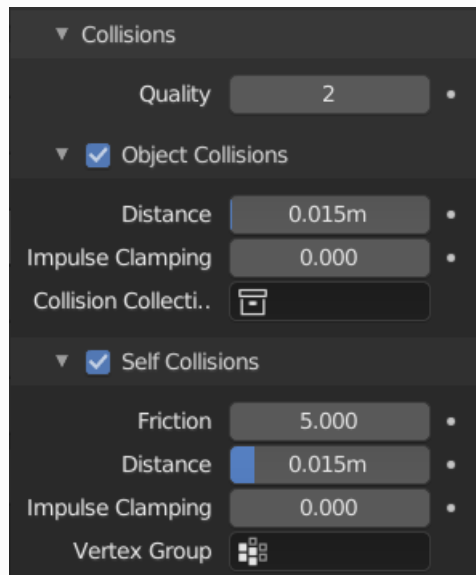 Collisions
Quality 2
Object Collisions
Distance 0.015m
Impulse Clamping 0.000
Collision Collecti..
Self Collisions
Friction 5.000
Distance 0.015m
Impulse Clamping 0.000
Vertex Group